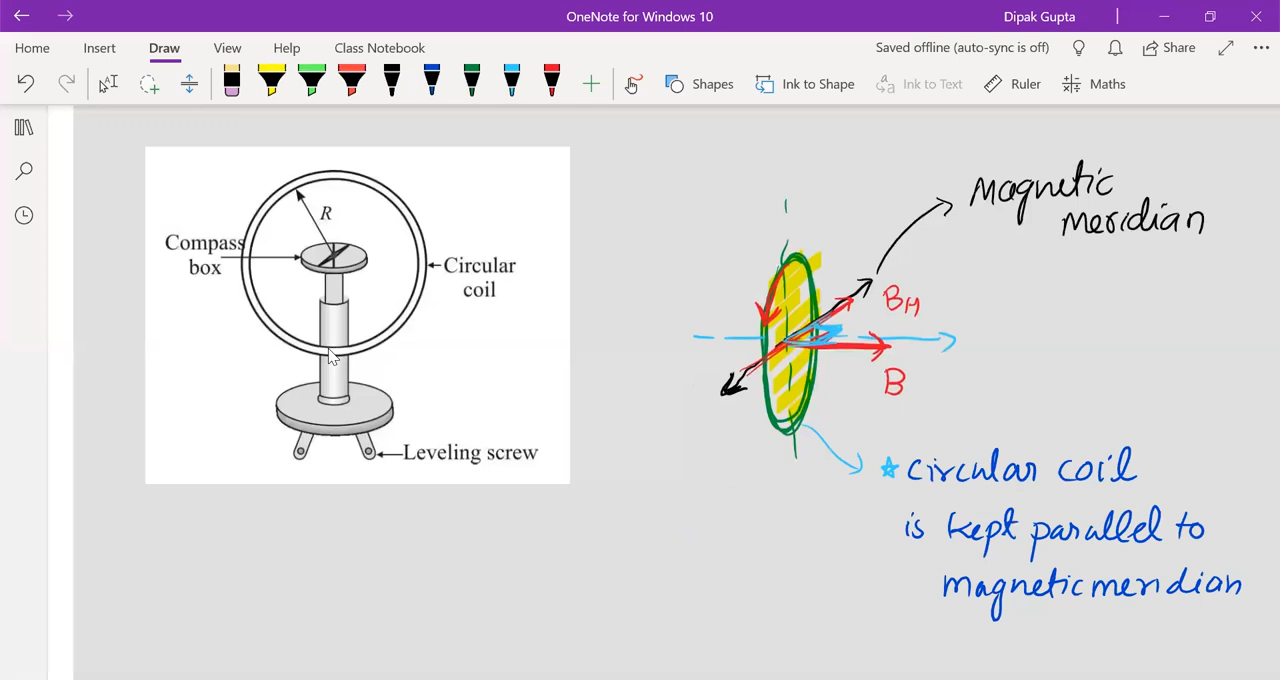 OneNote for Windows 10
Dipak Gupta
Home Insert Draw View Help Class Notebook
Saved offline (auto-sync is off)
Share
Shapes
Ink to Shape
Ink to Text
Ruler
Maths
R
Compass
box
Circular
coil
Leveling screw
Magnetic
meridian
BH
B
* Circular coil
is kept parallel to
magnetic meridian